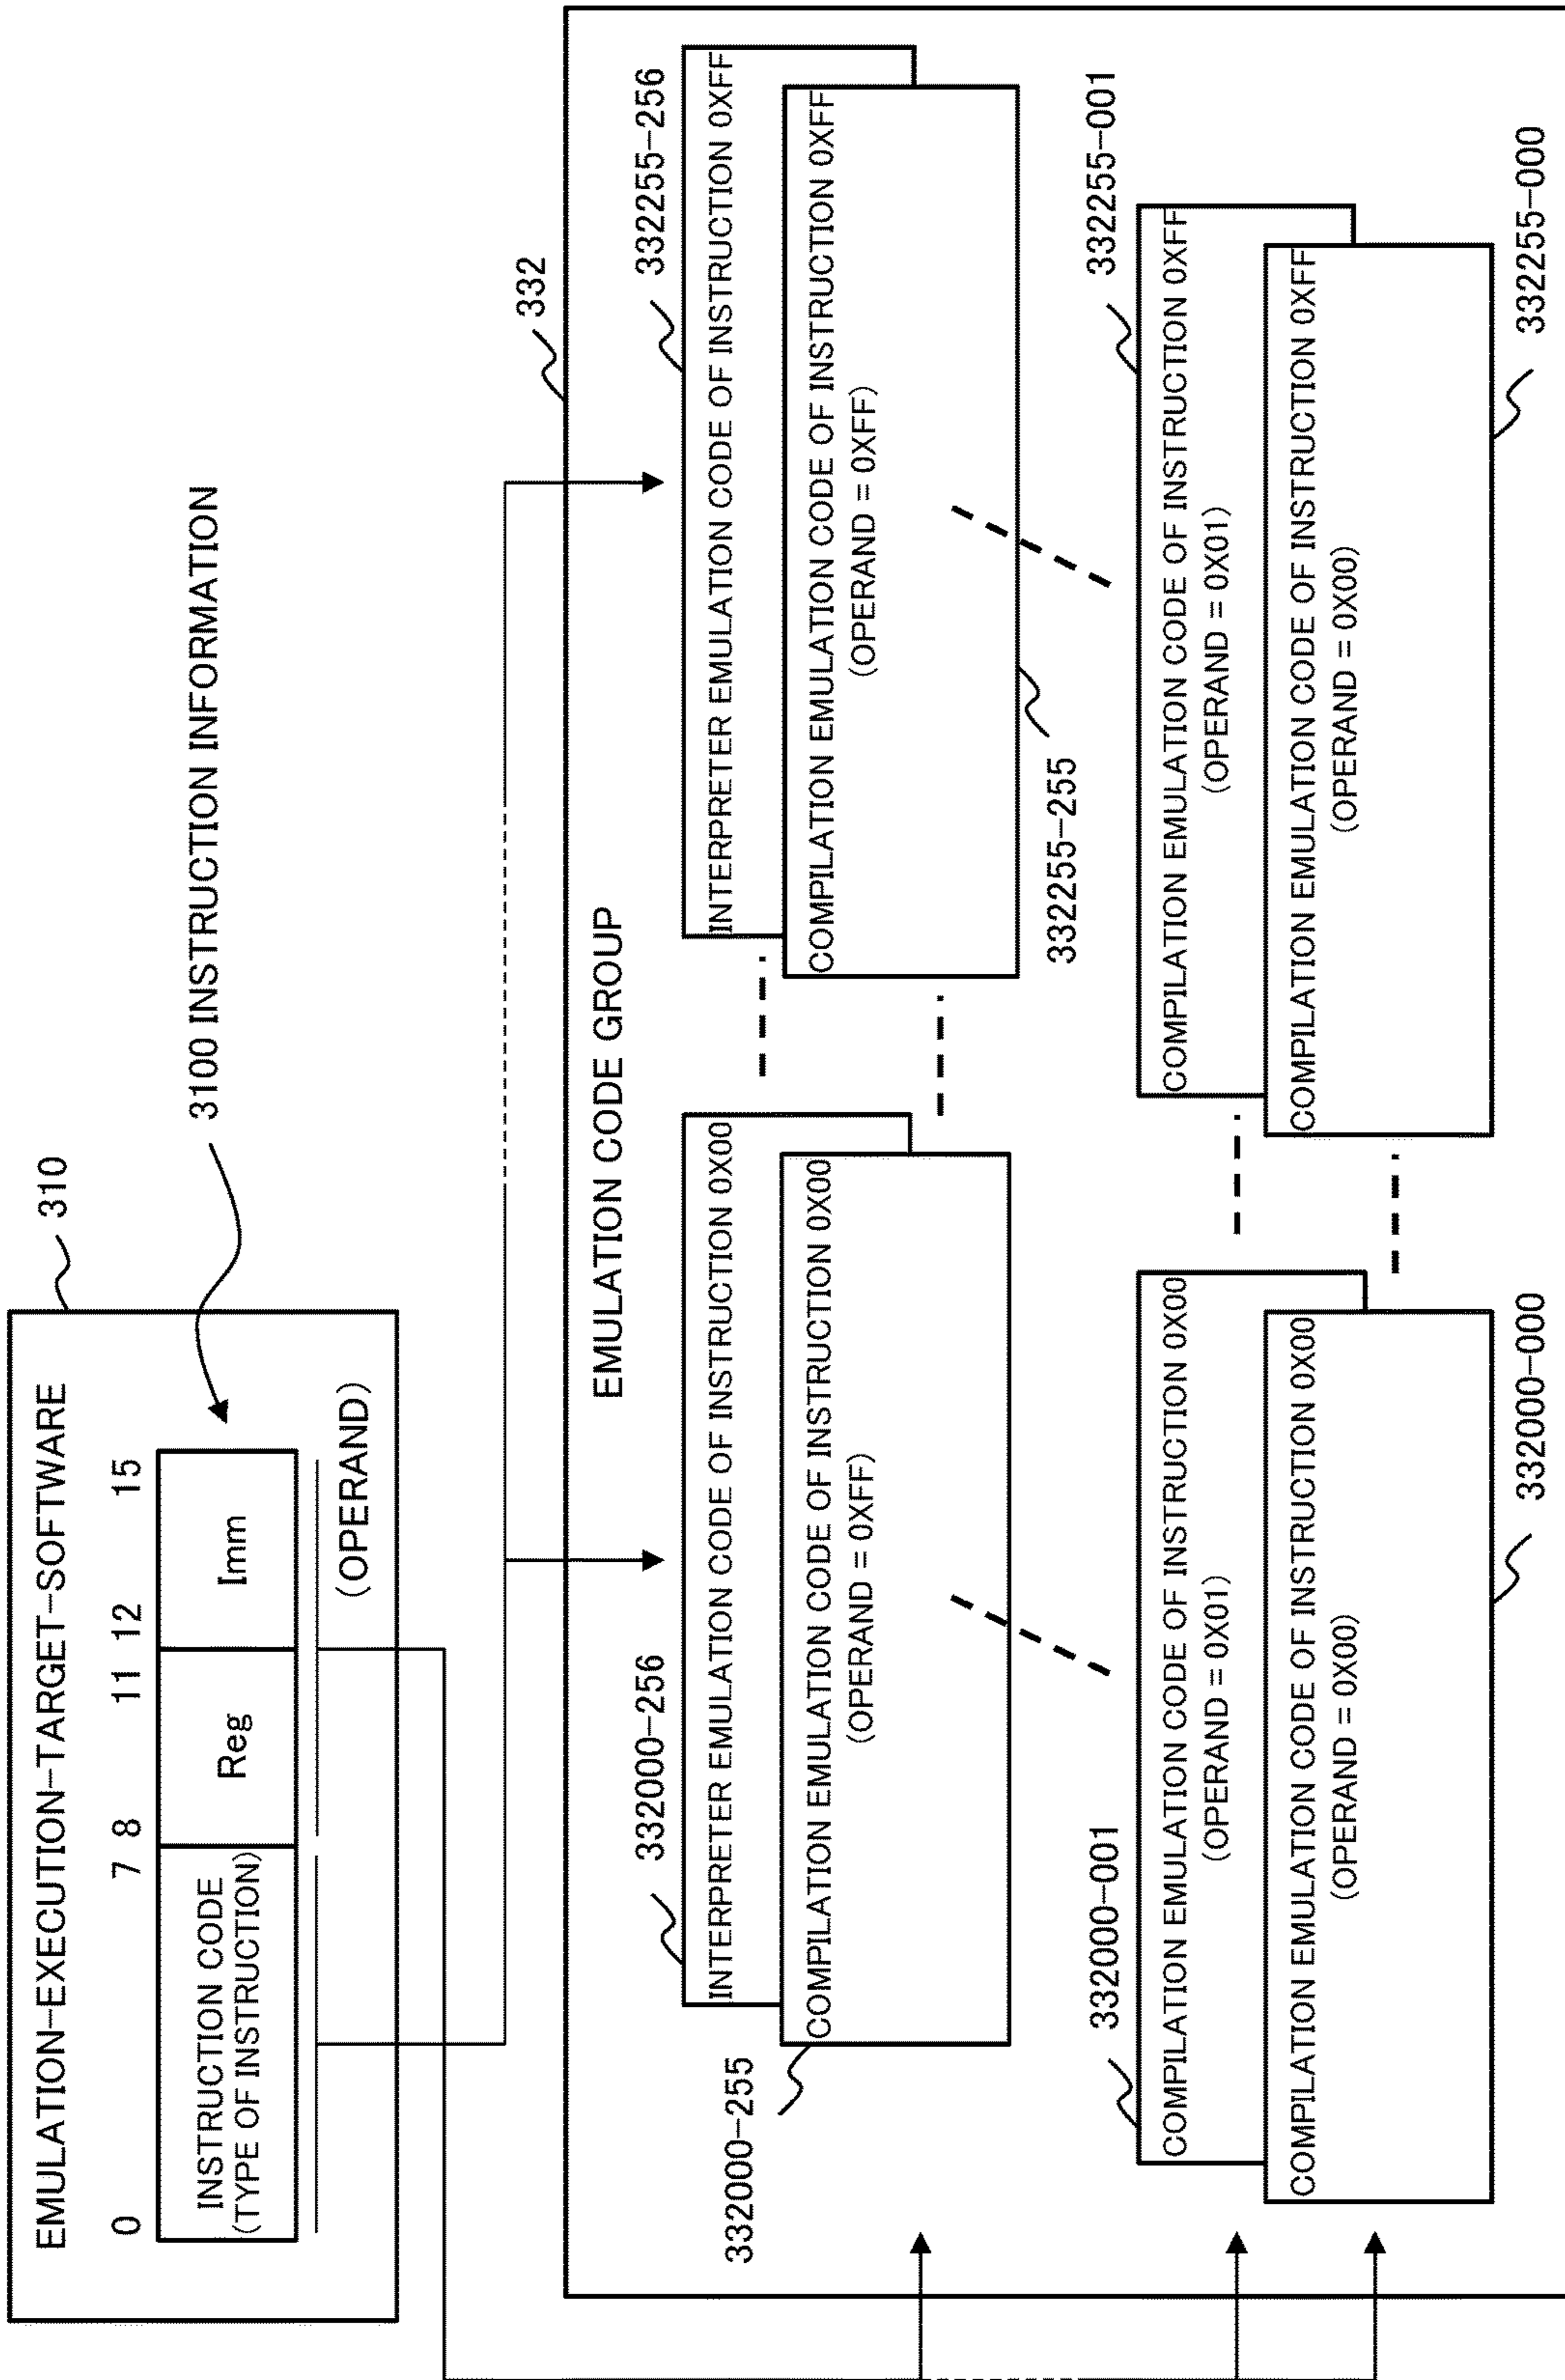 EMULATION-EXECUTION-TARGET-SOFTWARE
310
0 7 8 11 12 15
INSTRUCTION CODE
(TYPE OF INSTRUCTION)
Reg
Imm
3100 INSTRUCTION INFORMATION
(OPERAND)
332
EMULATION CODE GROUP
332000-256
332255-256
INTERPRETER EMULATION CODE OF INSTRUCTION 0X00
INTERPRETER EMULATION CODE OF INSTRUCTION 0XFF
332000-255
COMPILATION EMULATION CODE OF INSTRUCTION 0X00
(OPERAND = 0XFF)
COMPILATION EMULATION CODE OF INSTRUCTION 0XFF
(OPERAND = 0XFF)
332255-255
332000-001
332255-001
COMPILATION EMULATION CODE OF INSTRUCTION 0X00
(OPERAND = 0X01)
COMPILATION EMULATION CODE OF INSTRUCTION 0XFF
(OPERAND = 0X01)
COMPILATION EMULATION CODE OF INSTRUCTION 0X00
(OPERAND = 0X00)
COMPILATION EMULATION CODE OF INSTRUCTION 0XFF
(OPERAND = 0X00)
332000-000
332255-000